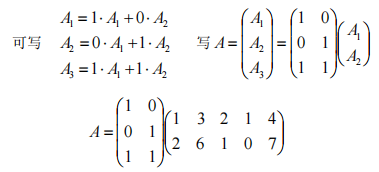 A₁ = 1·A₁ + 0·A₂
可写 A₂ = 0·A₁ + 1·A₂ 写 A = (A₁; A₂; A₃) = (1 0; 0 1; 1 1)(A₁; A₂)
A₃ = 1·A₁ + 1·A₂
A = (1 0; 0 1; 1 1)(1 3 2 1 4; 2 6 1 0 7)